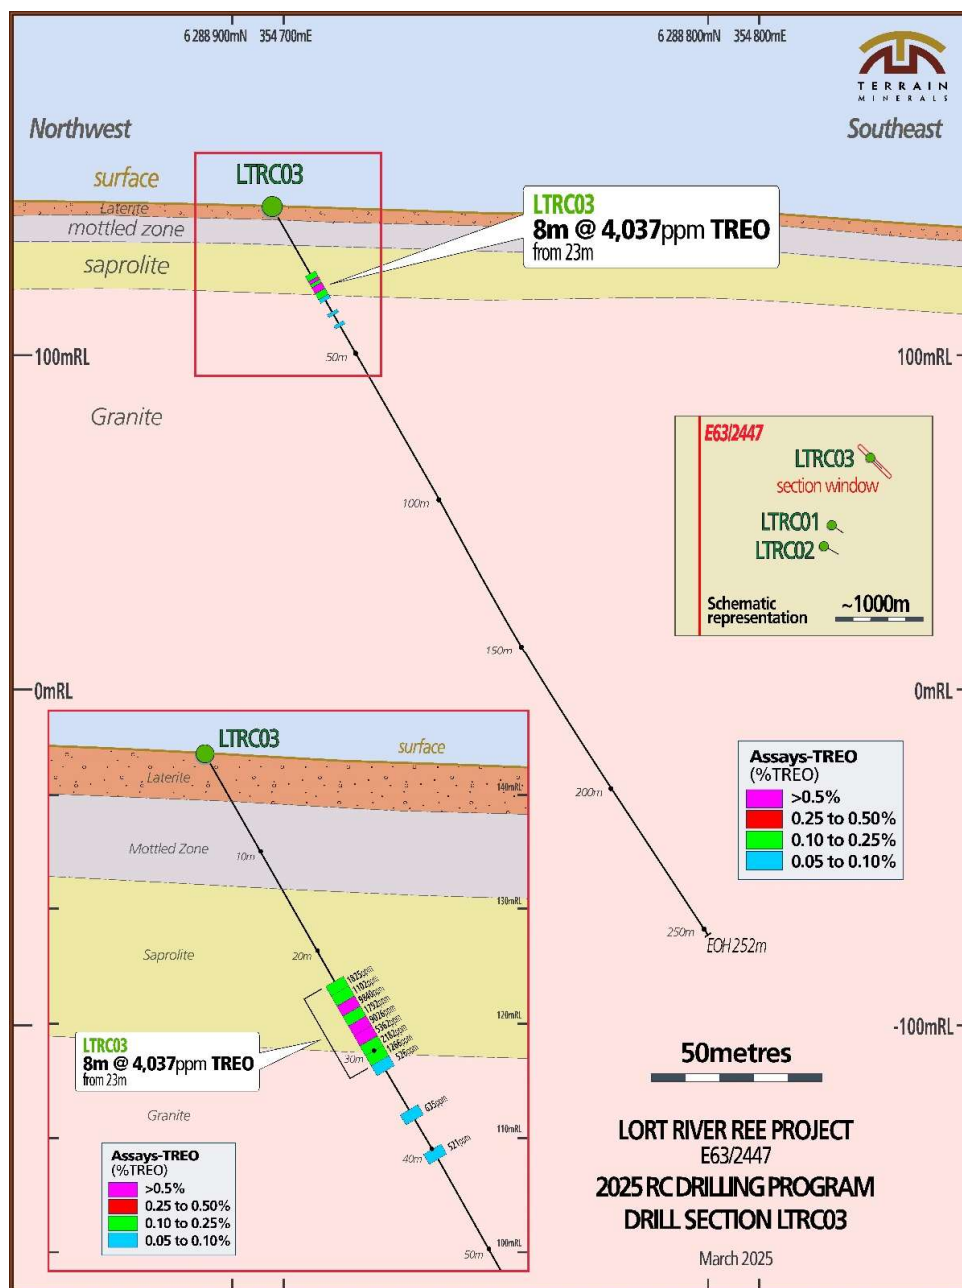 6 288 900mN 354 700mE
6 288 800mN 354 800mE
TERRAIN
MINERALS
Northwest
Southeast
surface
LTRC03
Laterite
mottled zone
saprolite
LTRC03
8m @ 4,037ppm TREO
from 23m
100mRL
100mRL
50m
Granite
E63/2447
LTRC03
section window
LTRC01
LTRC02
Schematic
representation
~1000m
100m
150m
0mRL
0mRL
LTRC03
surface
Laterite
140mRL
Mottled Zone
10m
130mRL
Saprolite
20m
1825ppm
1102ppm
9840ppm
1792ppm
9026ppm
5362ppm
2182ppm
1266ppm
526ppm
120mRL
30m
LTRC03
8m @ 4,037ppm TREO
from 23m
Granite
635ppm
110mRL
521ppm
40m
Assays-TREO
(%TREO)
>0.5%
0.25 to 0.50%
0.10 to 0.25%
0.05 to 0.10%
50m
100mRL
Assays-TREO
(%TREO)
>0.5%
0.25 to 0.50%
0.10 to 0.25%
0.05 to 0.10%
200m
250m
EOH 252m
-100mRL
50metres
LORT RIVER REE PROJECT
E63/2447
2025 RC DRILLING PROGRAM
DRILL SECTION LTRC03
March 2025